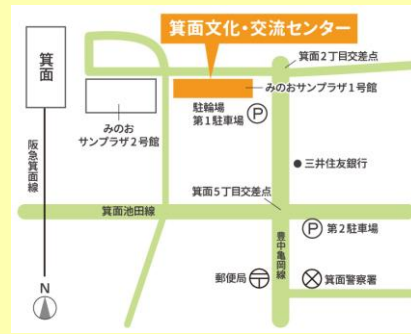 箕面文化・交流センター
箕面
箕面2丁目交差点
みのおサンプラザ1号館
駐輪場
第1駐車場
P
みのお
サンプラザ2号館
阪急箕面線
三井住友銀行
箕面5丁目交差点
箕面池田線
P
第2駐車場
豊中亀岡線
N
郵便局
箕面警察署